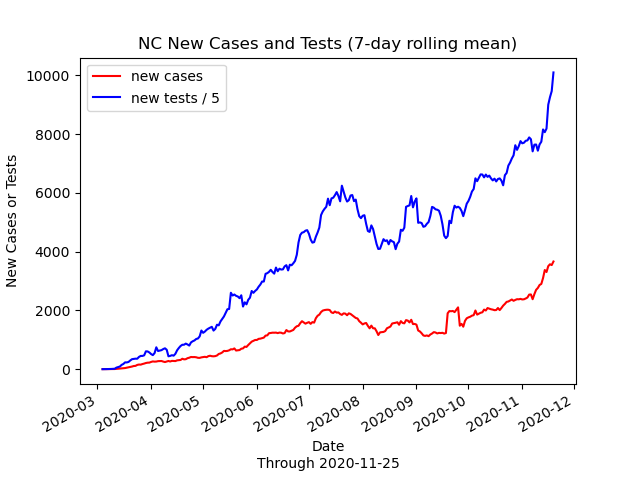 NC New Cases and Tests (7-day rolling mean)
new cases
new tests / 5
10000
8000
6000
4000
2000
0
New Cases or Tests
2020-03
2020-04
2020-05
2020-06
2020-07
2020-08
2020-09
2020-10
2020-11
2020-12
Date
Through 2020-11-25